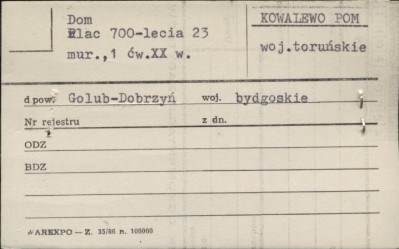 Dom
Plac 700-lecia 23
mur.,1 ćw.XX w.
KOWALEWO POM
woj.toruńskie
d pow. Golub-Dobrzyń woj. bydgoskie
Nr rejestru z dn.
ODZ
BDZ
AREXPO — Z. 35/86 n. 100000